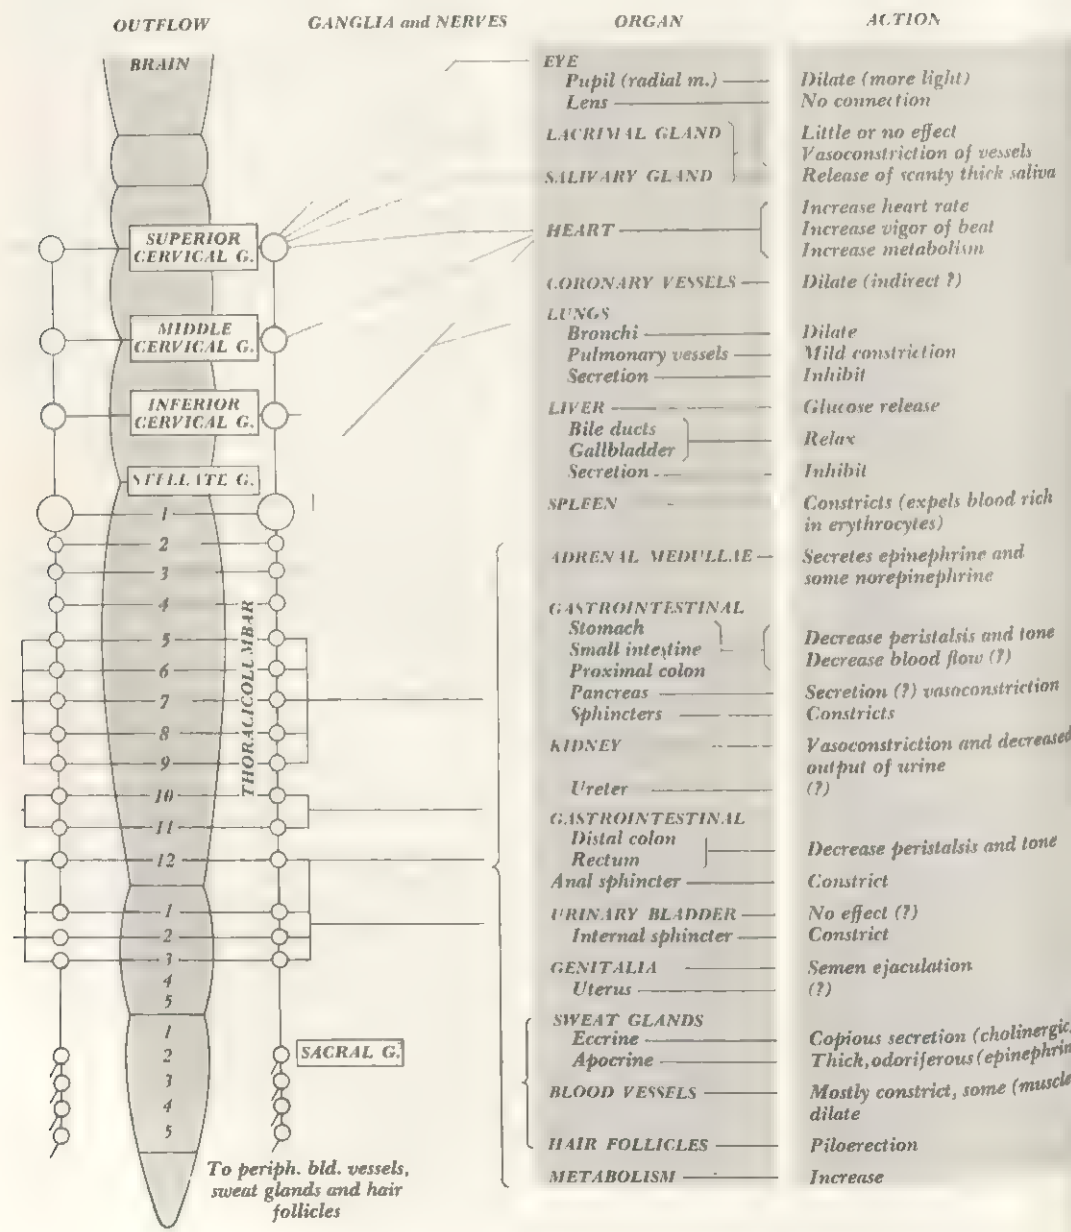 OUTFLOW GANGLIA and NERVES ORGAN ACTION
BRAIN
EYE
Pupil (radial m.) Dilate (more light)
Lens No connection
LACRIMAL GLAND Little or no effect
Vasoconstriction of vessels
SALIVARY GLAND Release of scanty thick saliva
SUPERIOR
CERVICAL G.
HEART Increase heart rate
Increase vigor of beat
Increase metabolism
CORONARY VESSELS Dilate (indirect ?)
MIDDLE
CERVICAL G.
LUNGS
Bronchi Dilate
Pulmonary vessels Mild constriction
Secretion Inhibit
INFERIOR
CERVICAL G.
LIVER Glucose release
Bile ducts
Gallbladder Relax
Secretion Inhibit
STELLATE G.
SPLEEN Constricts (expels blood rich
in erythrocytes)
1
2
3
4
5
6
7
8
9
10
11
12
1
2
3
4
5
1
2
3
4
5
THORALICOLUMBAR
ADRENAL MEDULLAE Secretes epinephrine and
some norepinephrine
GASTROINTESTINAL
Stomach
Small intestine
Proximal colon
Decrease peristalsis and tone
Decrease blood flow (?)
Pancreas Secretion (?) vasoconstriction
Sphincters Constricts
KIDNEY Vasoconstriction and decreased
output of urine
Ureter (?)
GASTROINTESTINAL
Distal colon
Rectum
Decrease peristalsis and tone
Anal sphincter Constrict
URINARY BLADDER No effect (?)
Internal sphincter Constrict
GENITALIA Semen ejaculation
Uterus (?)
SACRAL G.
SWEAT GLANDS
Eccrine Copious secretion (cholinergic
Apocrine Thick, odoriferous (epinephrin
BLOOD VESSELS Mostly constrict, some (muscle
dilate
HAIR FOLLICLES Piloerection
METABOLISM Increase
To periph. bld. vessels,
sweat glands and hair
follicles